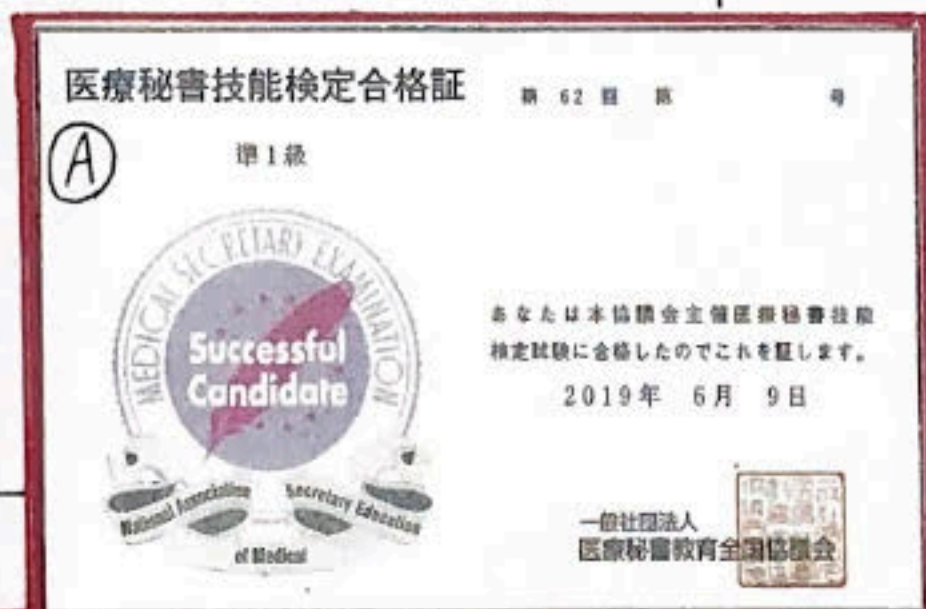 医療秘書技能検定合格証
第 62 回 第 号
A
準1級
MEDICAL SECRETARY EXAMINATION
Successful
Candidate
National Association
Secretary Education
of Medical
あなたは本協議会主催医療秘書技能
検定試験に合格したのでこれを証します。
2019年 6月 9日
一般社団法人
医療秘書教育全国協議会